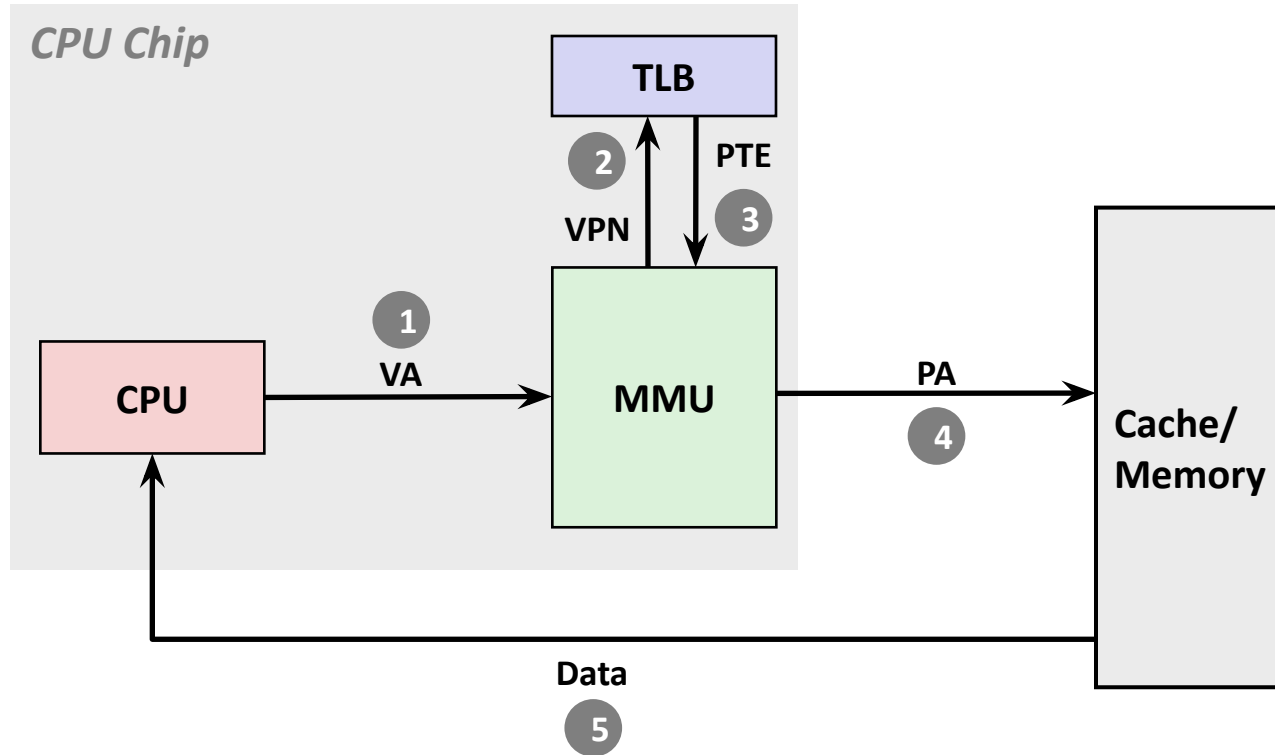 CPU Chip
TLB
2
PTE
VPN
3
1
VA
CPU
MMU
PA
4
Cache/
Memory
Data
5